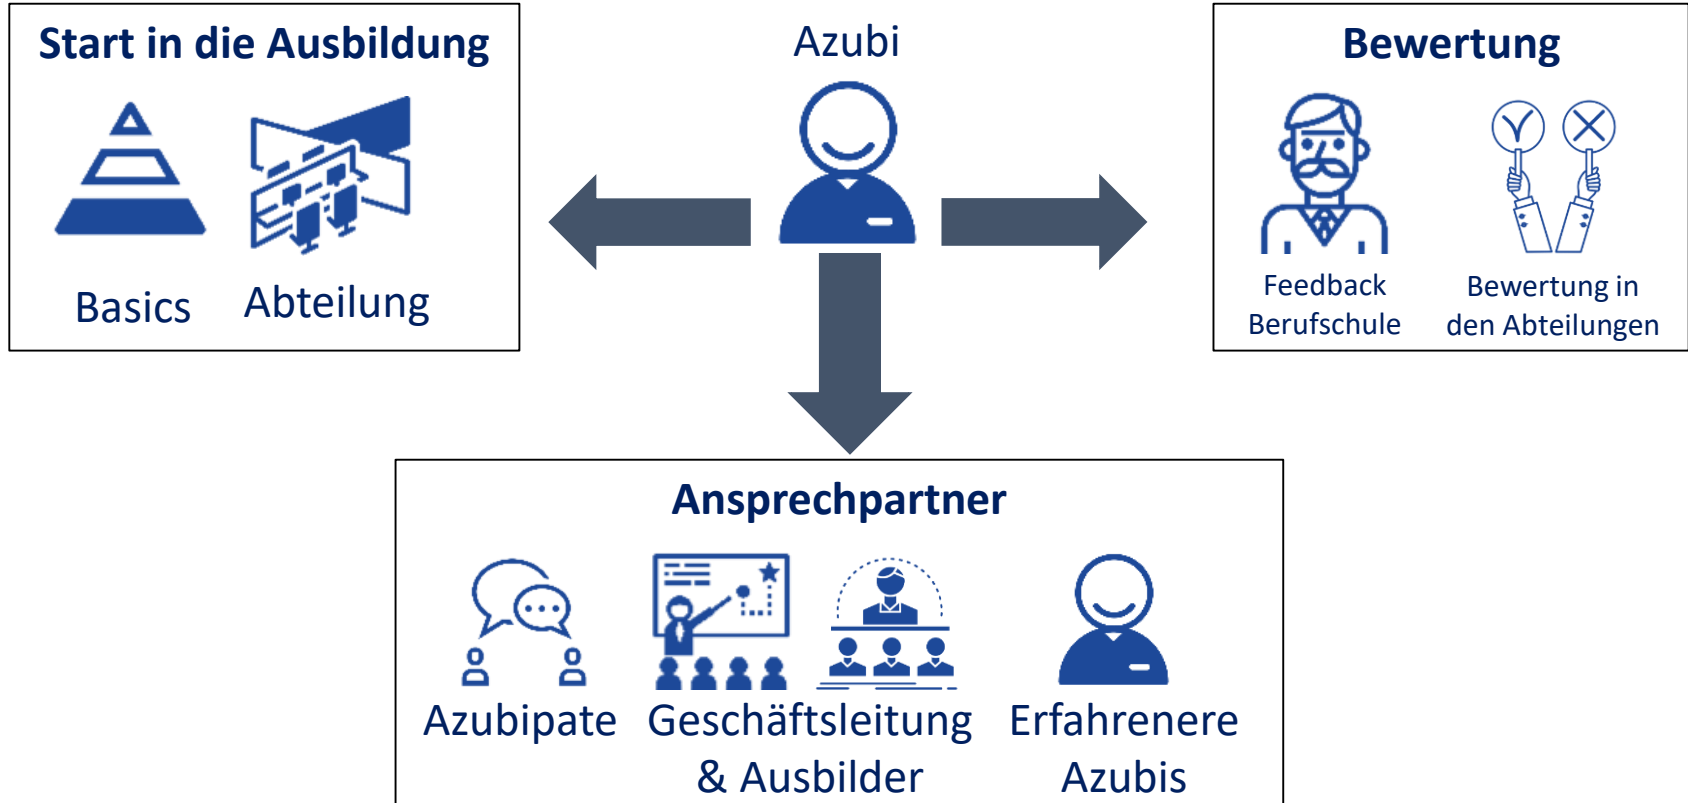 Start in die Ausbildung
Basics
Abteilung
Azubi
Bewertung
Feedback
Berufschule
Bewertung in
den Abteilungen
Ansprechpartner
Azubipate
Geschäftsleitung
& Ausbilder
Erfahrenere
Azubis